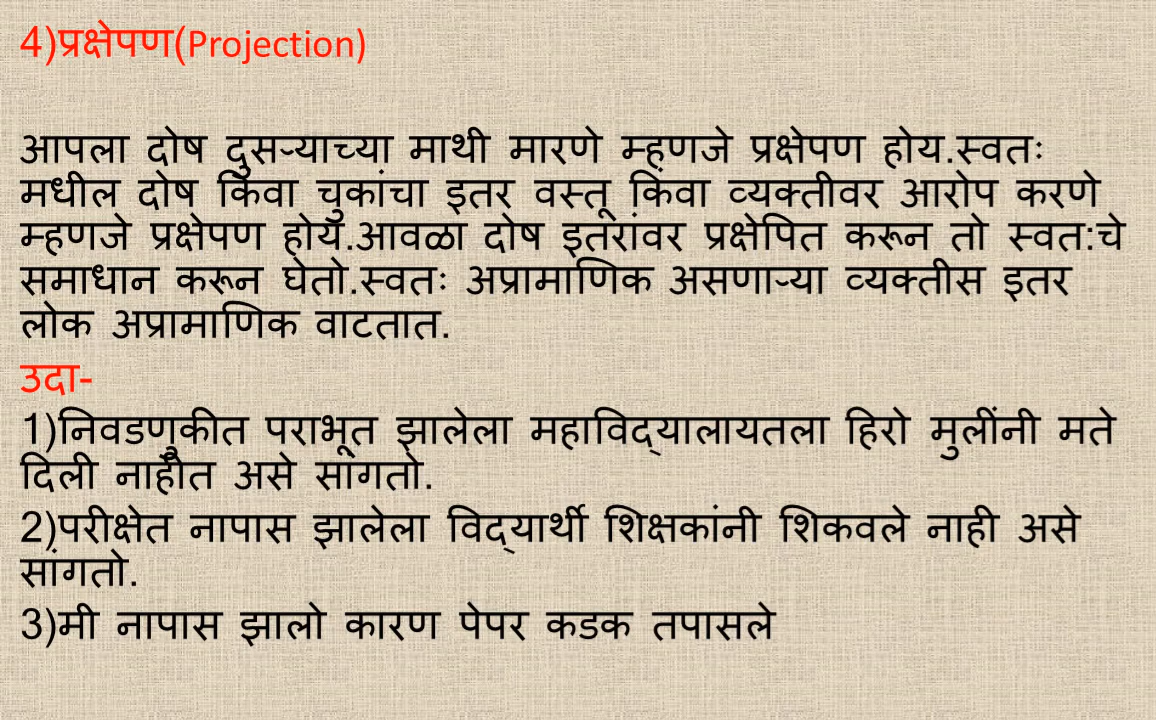 4)प्रक्षेपण(Projection)
आपला दोष दुसऱ्याच्या माथी मारणे म्हणजे प्रक्षेपण होय.स्वतः
मधील दोष किंवा चुकांचा इतर वस्तू किंवा व्यक्तीवर आरोप करणे
म्हणजे प्रक्षेपण होय.आवळा दोष इतरांवर प्रक्षेपित करून तो स्वत:चे
समाधान करून घेतो.स्वतः अप्रामाणिक असणाऱ्या व्यक्तीस इतर
लोक अप्रामाणिक वाटतात.
उदा-
1)निवडणुकीत पराभूत झालेला महाविद्यालायतला हिरो मुलींनी मते
दिली नाहीत असे सांगतो.
2)परीक्षेत नापास झालेला विद्यार्थी शिक्षकांनी शिकवले नाही असे
सांगतो.
3)मी नापास झालो कारण पेपर कडक तपासले